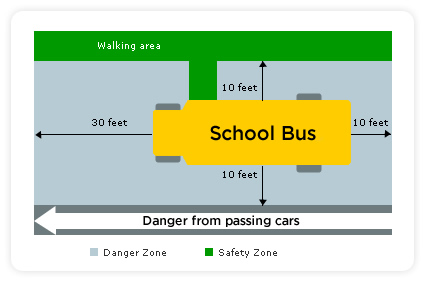 Walking area
10 feet
30 feet
School Bus
10 feet
10 feet
Danger from passing cars
Danger Zone
Safety Zone